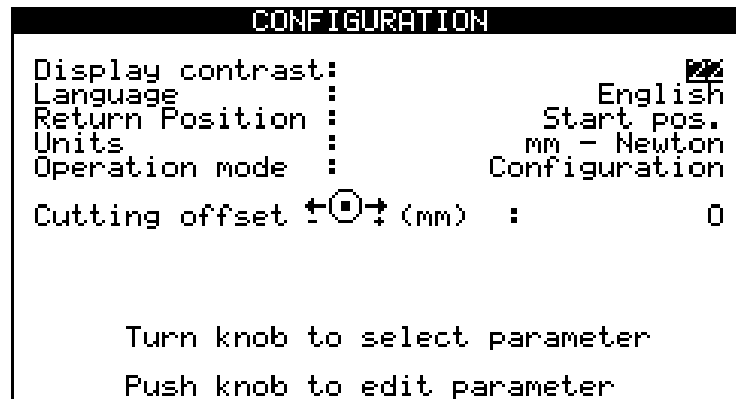 CONFIGURATION
Display contrast:
Language : English
Return Position : Start pos.
Units : mm - Newton
Operation mode : Configuration
Cutting offset - + (mm) : 0
Turn knob to select parameter
Push knob to edit parameter